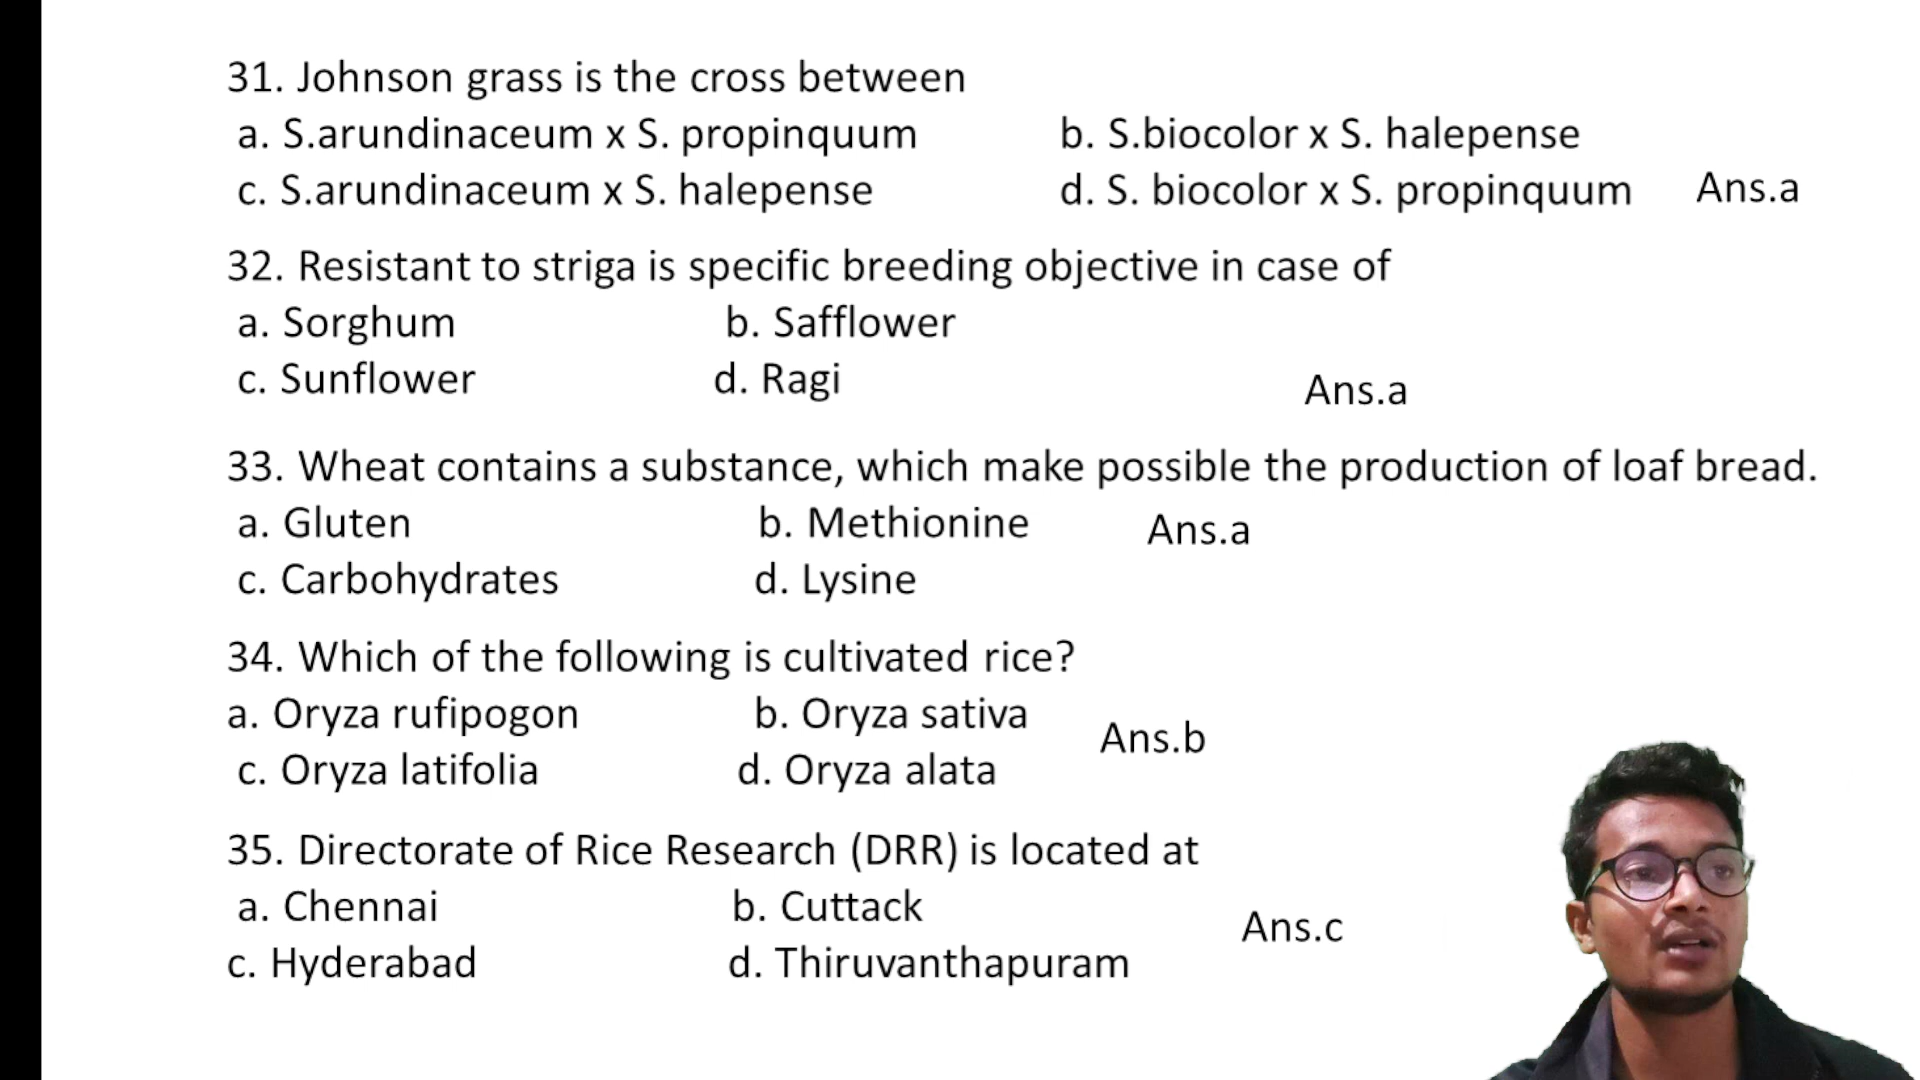 31. Johnson grass is the cross between
a. S.arundinaceum x S. propinquum b. S.biocolor x S. halepense
c. S.arundinaceum x S. halepense d. S. biocolor x S. propinquum Ans.a
32. Resistant to striga is specific breeding objective in case of
a. Sorghum b. Safflower
c. Sunflower d. Ragi Ans.a
33. Wheat contains a substance, which make possible the production of loaf bread.
a. Gluten b. Methionine Ans.a
c. Carbohydrates d. Lysine
34. Which of the following is cultivated rice?
a. Oryza rufipogon b. Oryza sativa Ans.b
c. Oryza latifolia d. Oryza alata
35. Directorate of Rice Research (DRR) is located at
a. Chennai b. Cuttack Ans.c
c. Hyderabad d. Thiruvanthapuram